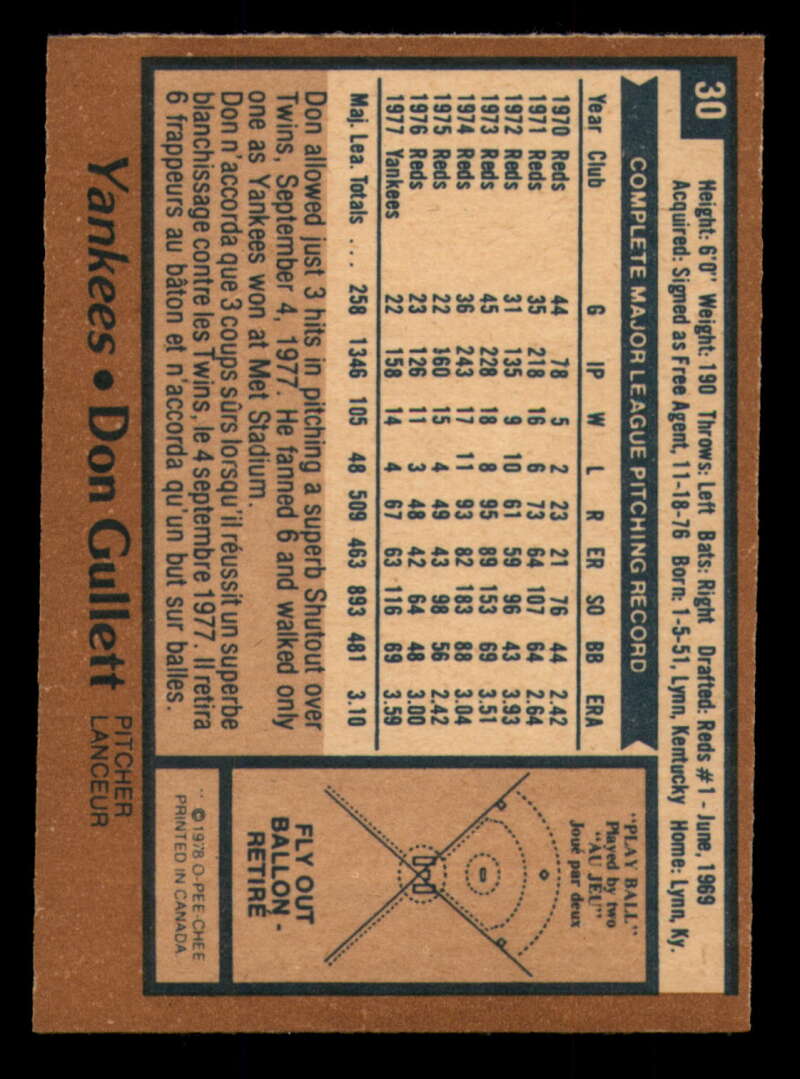 30
Height: 6'0" Weight: 190 Throws: Left Bats: Right Drafted: Reds #1 - June, 1969
Acquired: Signed as Free Agent, 11-18-76 Born: 1-5-51, Lynn, Kentucky Home: Lynn, Ky.
COMPLETE MAJOR LEAGUE PITCHING RECORD
Year Club G IP W L R ER SO BB ERA
1970 Reds 44 78 5 2 23 21 76 44 2.42
1971 Reds 35 218 16 6 73 64 107 64 2.64
1972 Reds 31 135 9 10 61 59 96 43 3.93
1973 Reds 45 228 18 8 95 89 153 69 3.51
1974 Reds 36 243 17 11 93 82 183 88 3.04
1975 Reds 22 160 15 4 49 43 98 56 2.42
1976 Reds 23 126 11 3 48 42 64 48 3.00
1977 Yankees 22 158 14 4 67 63 116 69 3.59
Maj. Lea. Totals .... 258 1346 105 48 509 463 893 481 3.10
Don allowed just 3 hits in pitching a superb Shutout over
Twins, September 4, 1977. He fanned 6 and walked only
one as Yankees won at Met Stadium.
Don n'accorda que 3 coups sûrs lorsqu'il réussit un superbe
blanchissage contre les Twins, le 4 septembre 1977. Il retira
6 frappeurs au bâton et n'accorda qu'un but sur balles.
"PLAY BALL"
Played by two
"AU JEU"
Joué par deux
FLY OUT
BALLON -
RETIRÉ
©1978 O-PEE-CHEE
PRINTED IN CANADA
Yankees • Don Gullett PITCHER
LANCEUR